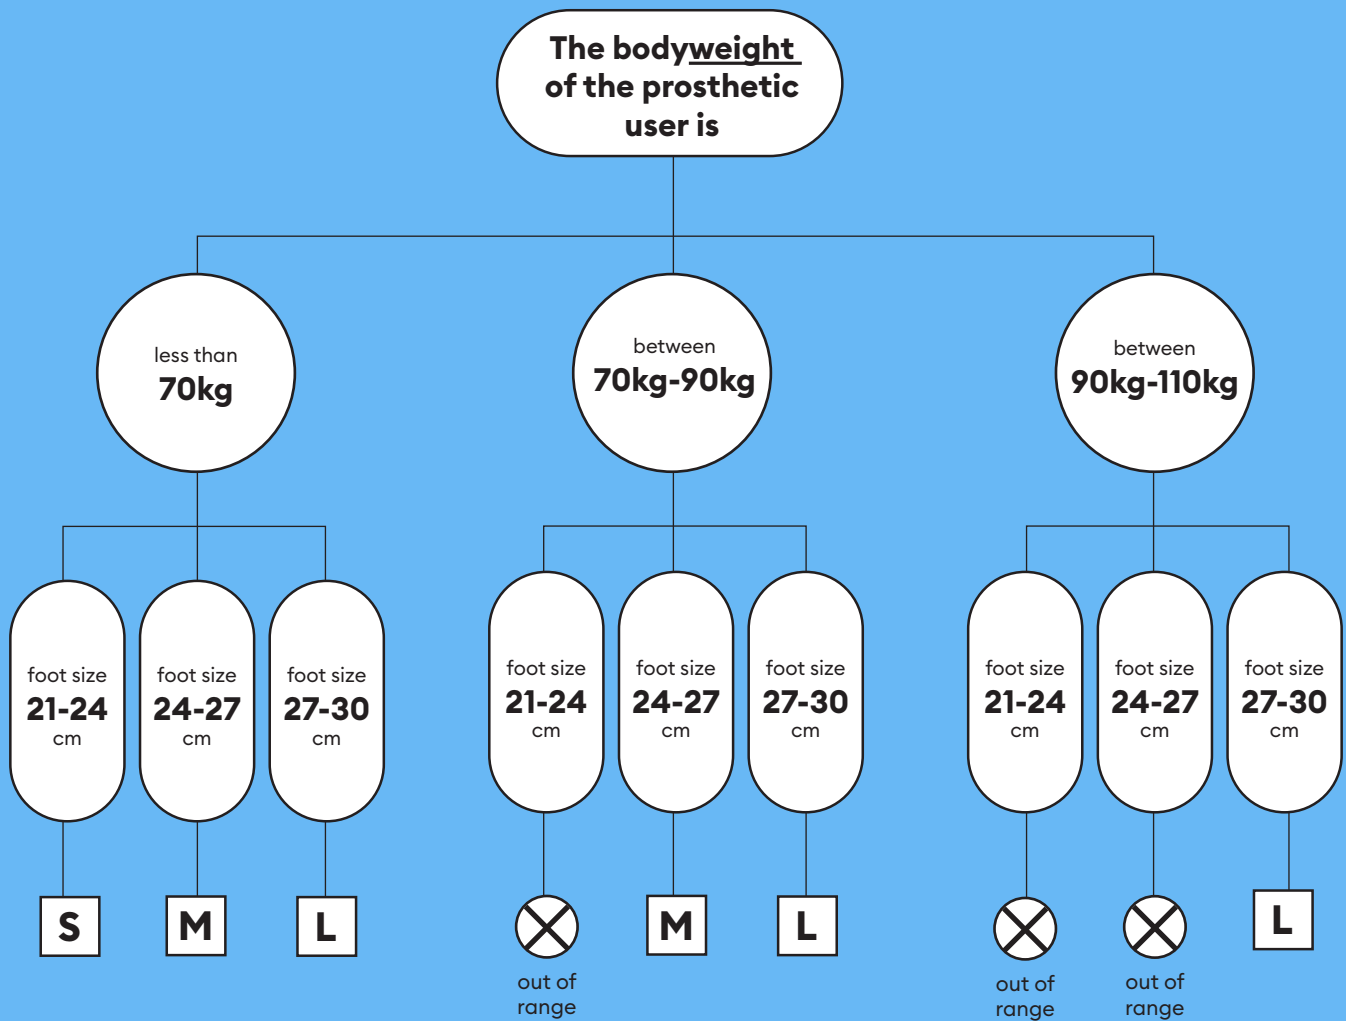 The bodyweight
of the prosthetic
user is
less than
70kg
between
70kg-90kg
between
90kg-110kg
foot size
21-24
cm
foot size
24-27
cm
foot size
27-30
cm
foot size
21-24
cm
foot size
24-27
cm
foot size
27-30
cm
foot size
21-24
cm
foot size
24-27
cm
foot size
27-30
cm
S
M
L
out of
range
M
L
out of
range
out of
range
L